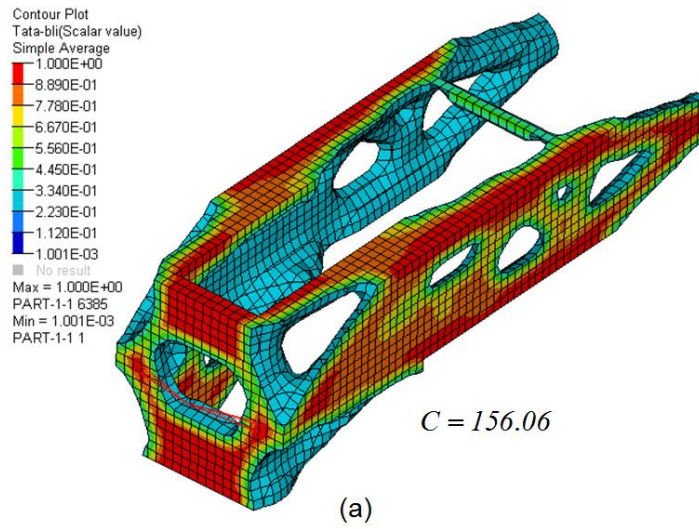 Contour Plot
Tata-bli(Scalar value)
Simple Average
1.000E+00
8.890E-01
7.780E-01
6.670E-01
5.560E-01
4.450E-01
3.340E-01
2.230E-01
1.120E-01
1.001E-03
No result
Max = 1.000E+00
PART-1-1 6385
Min = 1.001E-03
PART-1-1 1
C = 156.06
(a)